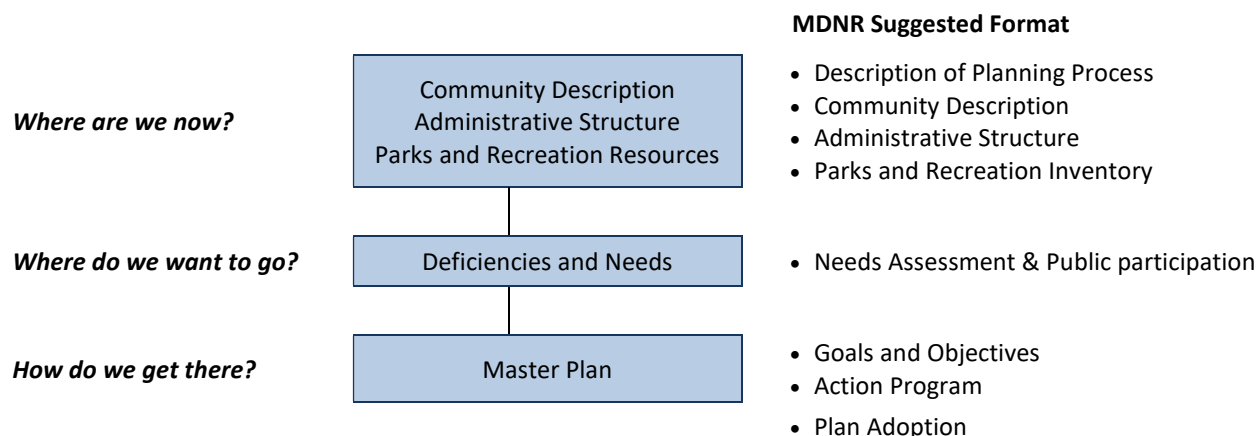 MDNR Suggested Format
Where are we now?
Community Description
Administrative Structure
Parks and Recreation Resources
• Description of Planning Process
• Community Description
• Administrative Structure
• Parks and Recreation Inventory
Where do we want to go?
Deficiencies and Needs
• Needs Assessment & Public participation
How do we get there?
Master Plan
• Goals and Objectives
• Action Program
• Plan Adoption